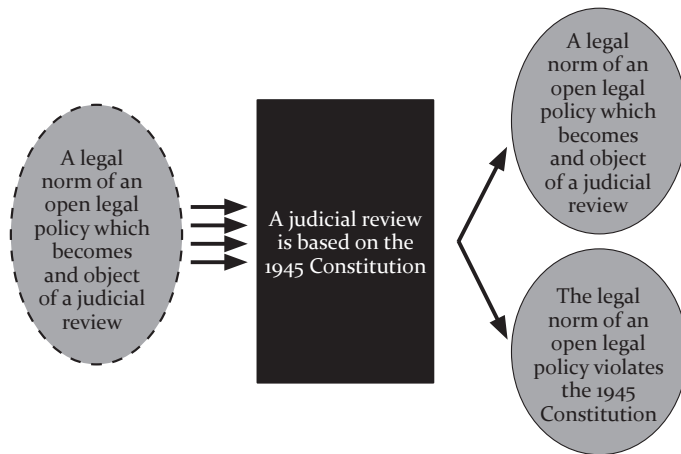 A legal
norm of an
open legal
policy which
becomes
and object
of a judicial
review
A judicial review
is based on the
1945 Constitution
A legal
norm of an
open legal
policy which
becomes
and object
of a judicial
review
The legal
norm of an
open legal
policy violates
the 1945
Constitution